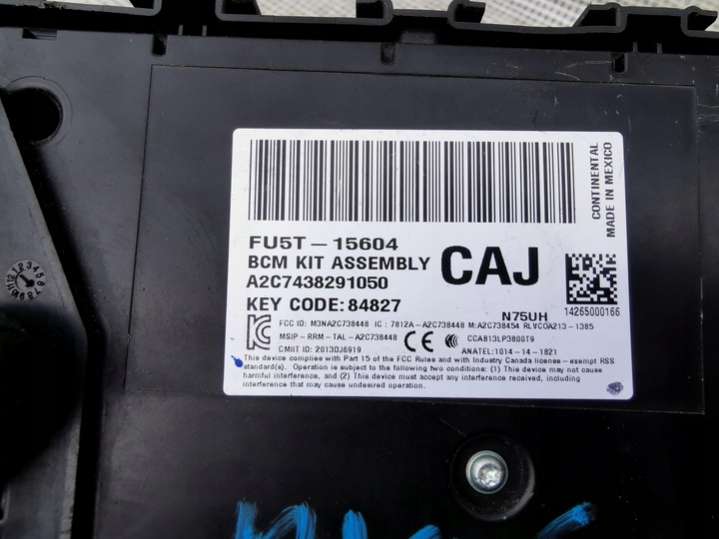 CONTINENTAL
MADE IN MEXICO
FU5T - 15604
BCM KIT ASSEMBLY
CAJ
A2C7438291050
KEY CODE: 84827
N75UH
14265000166
FCC ID: M3NA2C738448 IC: 7812A-A2C738448 M: A2C738454 RLVCOA213-1385
MSIP-RRM-TAL-A2C738448
CCAB13LP3800T9
CMIIT ID: 2013DJ6919
ANATEL:1014-14-1821
This device complies with Part 15 of the FCC Rules and with Industry Canada license-exempt RSS
standard(s). Operation is subject to the following two conditions: (1) This device may not cause
harmful interference, and (2) This device must accept any interference received, including
interference that may cause undesired operation.